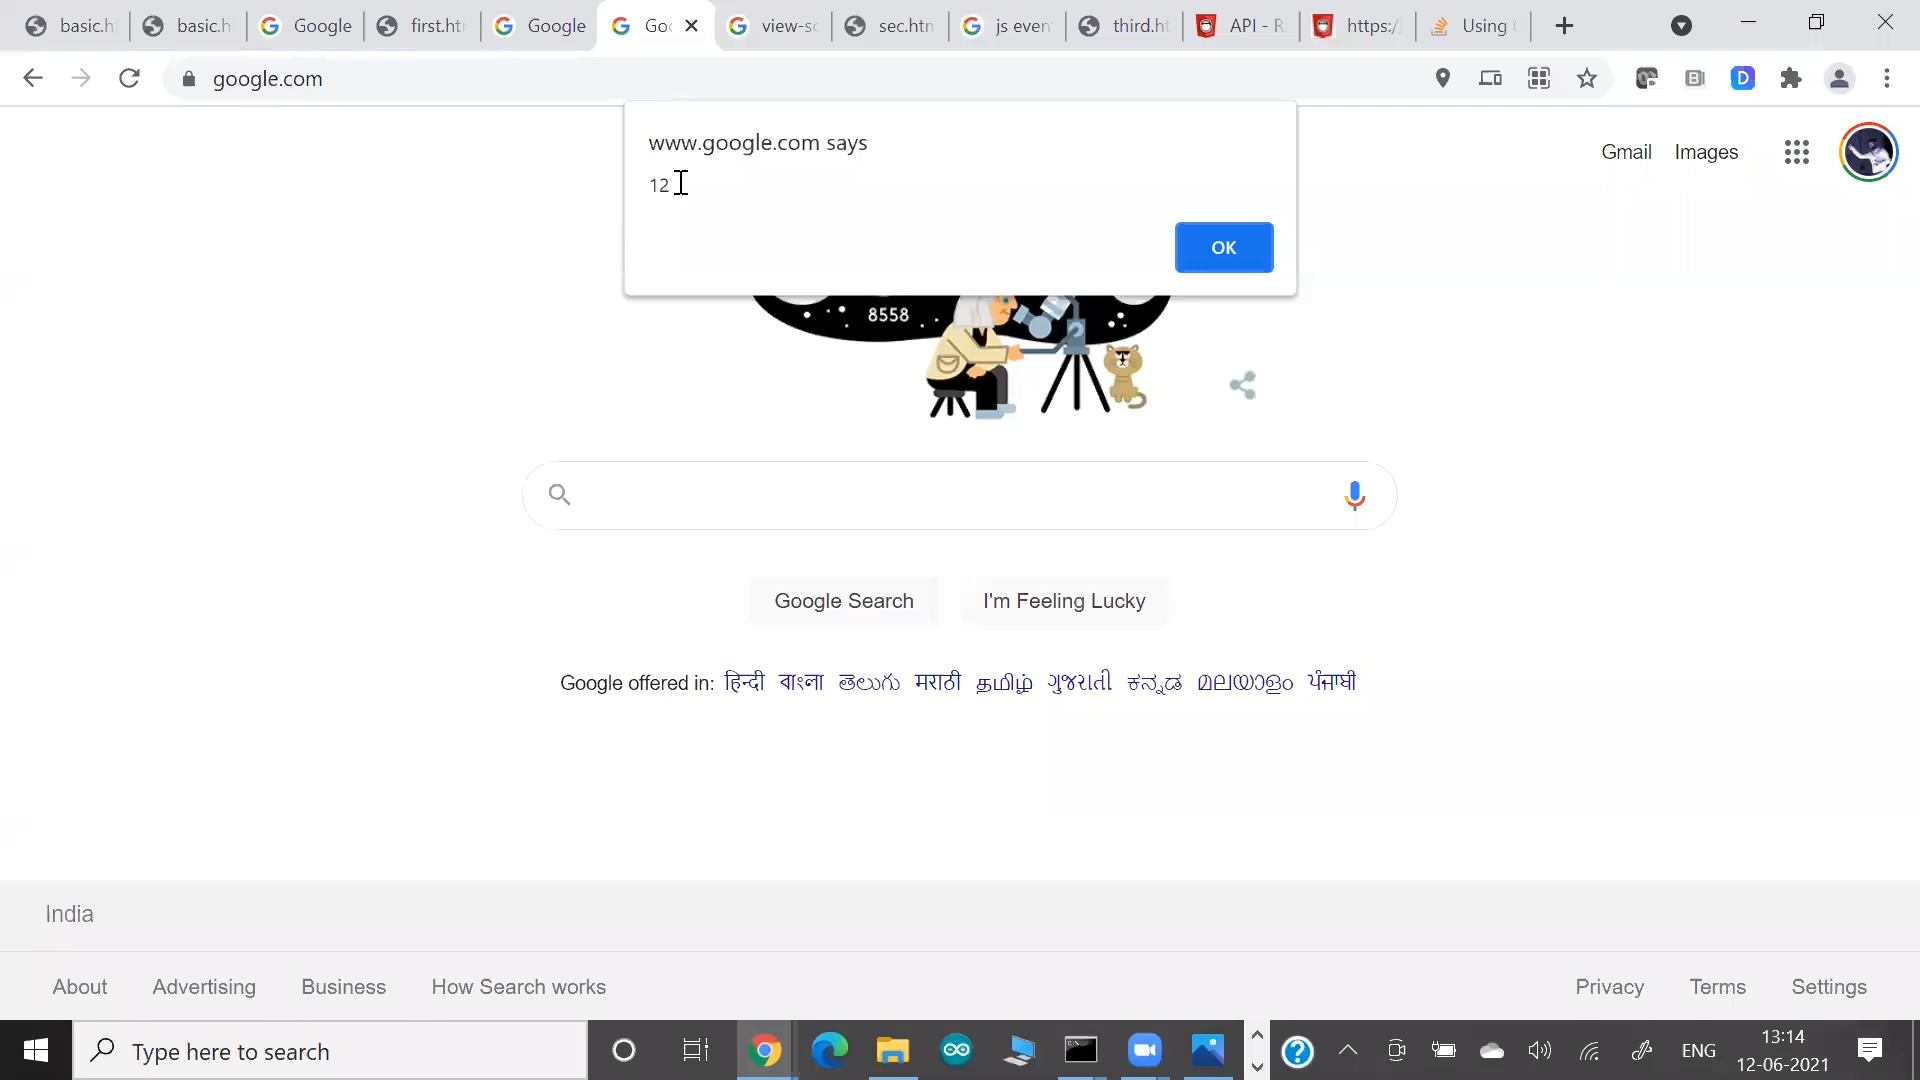 basic.h
basic.h
Google
first.ht
Google
Goo
view-so
sec.htm
js even
third.ht
API - R
https:/
Using
google.com
www.google.com says
12
OK
Gmail
Images
8558
Google Search
I'm Feeling Lucky
Google offered in: हिन्दी বাংলা తెలుగు मराठी தமிழ் ગુજરાતી ಕನ್ನಡ മലയാളം ਪੰਜਾਬੀ
India
About
Advertising
Business
How Search works
Privacy
Terms
Settings
Type here to search
ENG
13:14
12-06-2021